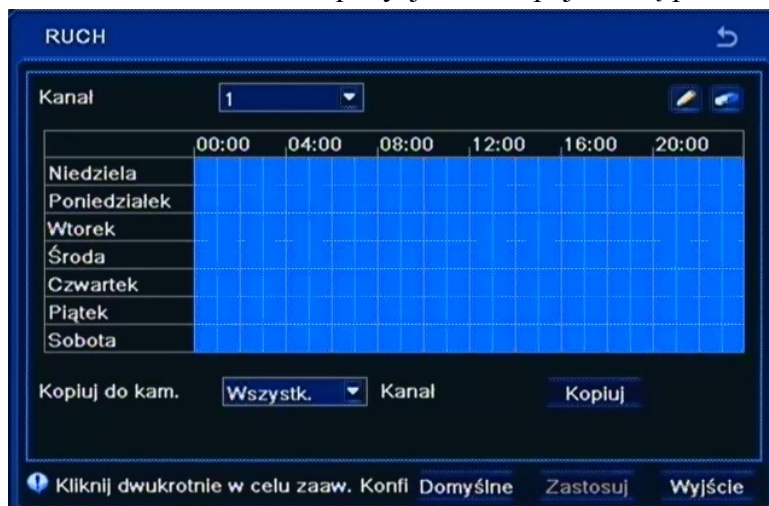 RUCH
Kanał 1
00:00 04:00 08:00 12:00 16:00 20:00
Niedziela
Poniedziałek
Wtorek
Środa
Czwartek
Piątek
Sobota
Kopiuj do kam. Wszystk. Kanał Kopiuj
Kliknij dwukrotnie w celu zaaw. Konfi Domyślne Zastosuj Wyjście